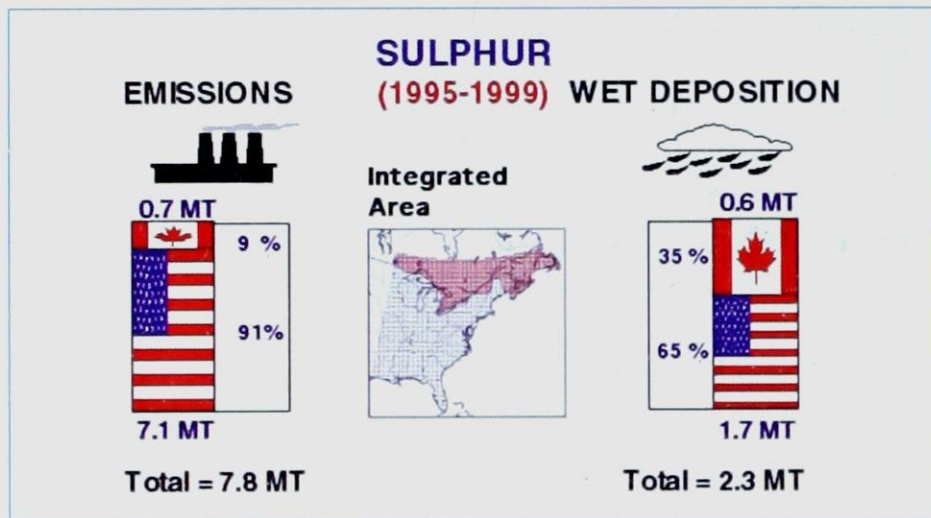 SULPHUR
(1995-1999)
EMISSIONS
0.7 MT
9 %
91%
7.1 MT
Total = 7.8 MT
Integrated
Area
WET DEPOSITION
0.6 MT
35 %
65 %
1.7 MT
Total = 2.3 MT